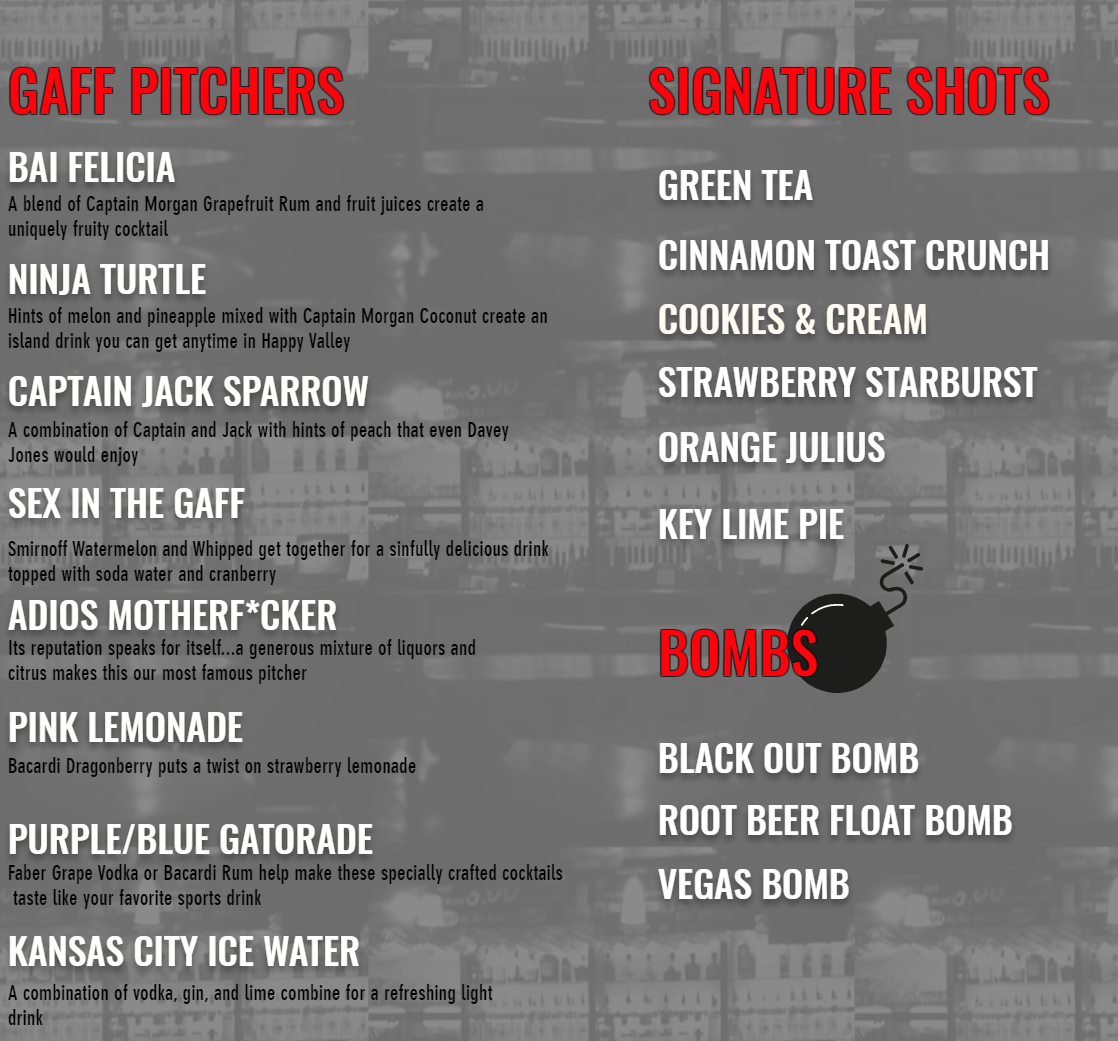 GAFF PITCHERS
BAI FELICIA
A blend of Captain Morgan Grapefruit Rum and fruit juices create a
uniquely fruity cocktail
NINJA TURTLE
Hints of melon and pineapple mixed with Captain Morgan Coconut create an
island drink you can get anytime in Happy Valley
CAPTAIN JACK SPARROW
A combination of Captain and Jack with hints of peach that even Davey
Jones would enjoy
SEX IN THE GAFF
Smirnoff Watermelon and Whipped get together for a sinfully delicious drink
topped with soda water and cranberry
ADIOS MOTHERF*CKER
Its reputation speaks for itself...a generous mixture of liquors and
citrus makes this our most famous pitcher
PINK LEMONADE
Bacardi Dragonberry puts a twist on strawberry lemonade
PURPLE/BLUE GATORADE
Faber Grape Vodka or Bacardi Rum help make these specially crafted cocktails
taste like your favorite sports drink
KANSAS CITY ICE WATER
A combination of vodka, gin, and lime combine for a refreshing light
drink
SIGNATURE SHOTS
GREEN TEA
CINNAMON TOAST CRUNCH
COOKIES & CREAM
STRAWBERRY STARBURST
ORANGE JULIUS
KEY LIME PIE
BOMBS
BLACK OUT BOMB
ROOT BEER FLOAT BOMB
VEGAS BOMB